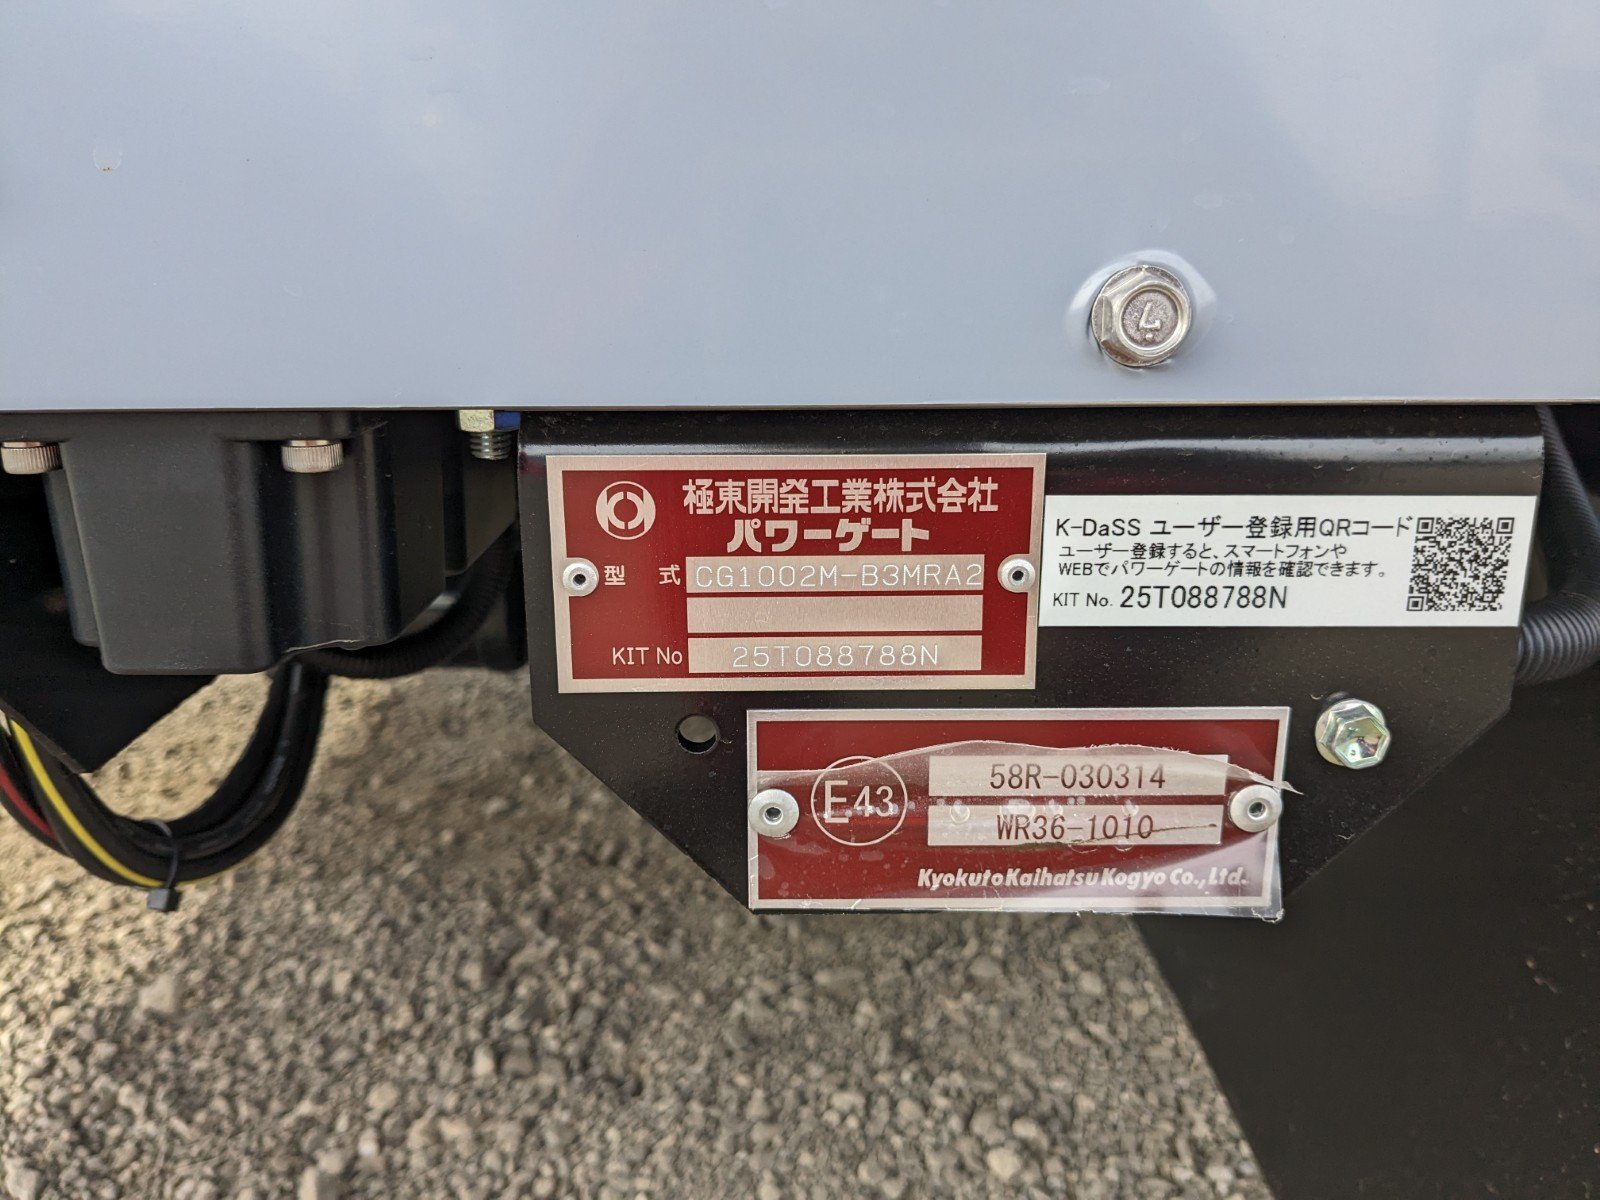 極東開発工業株式会社
パワーゲート
型 式 CG1002M-B3MRA2
KIT No 25T088788N
K-DaSS ユーザー登録用QRコード
ユーザー登録すると、スマートフォンや
WEBでパワーゲートの情報を確認できます。
KIT No. 25T088788N
E43
58R-030314
WR36-1010
Kyokuto Kaihatsu Kogyo Co., Ltd.
7